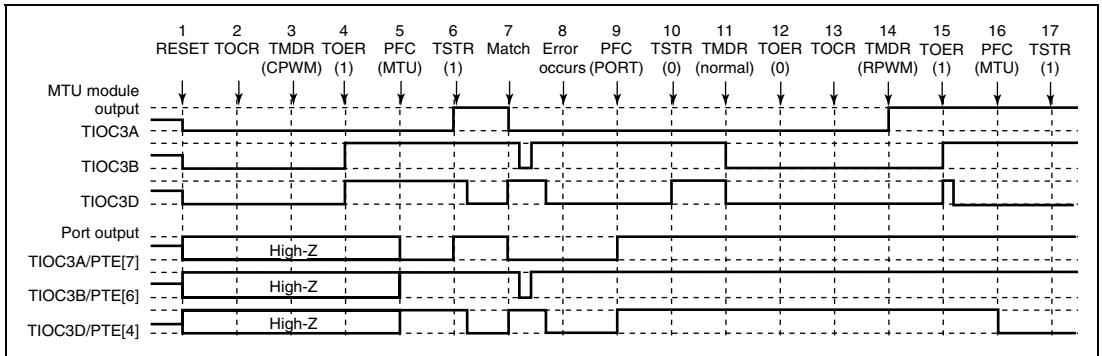 1 2 3 4 5 6 7 8 9 10 11 12 13 14 15 16 17
RESET TOCR TMDR TOER PFC TSTR Match Error PFC TSTR TMDR TOER TOCR TMDR TOER PFC TSTR
(CPWM) (1) (MTU) (1) occurs (PORT) (0) (normal) (0) (RPWM) (1) (MTU) (1)
MTU module
output
TIOC3A
TIOC3B
TIOC3D
Port output
TIOC3A/PTE[7]
High-Z
TIOC3B/PTE[6]
High-Z
TIOC3D/PTE[4]
High-Z